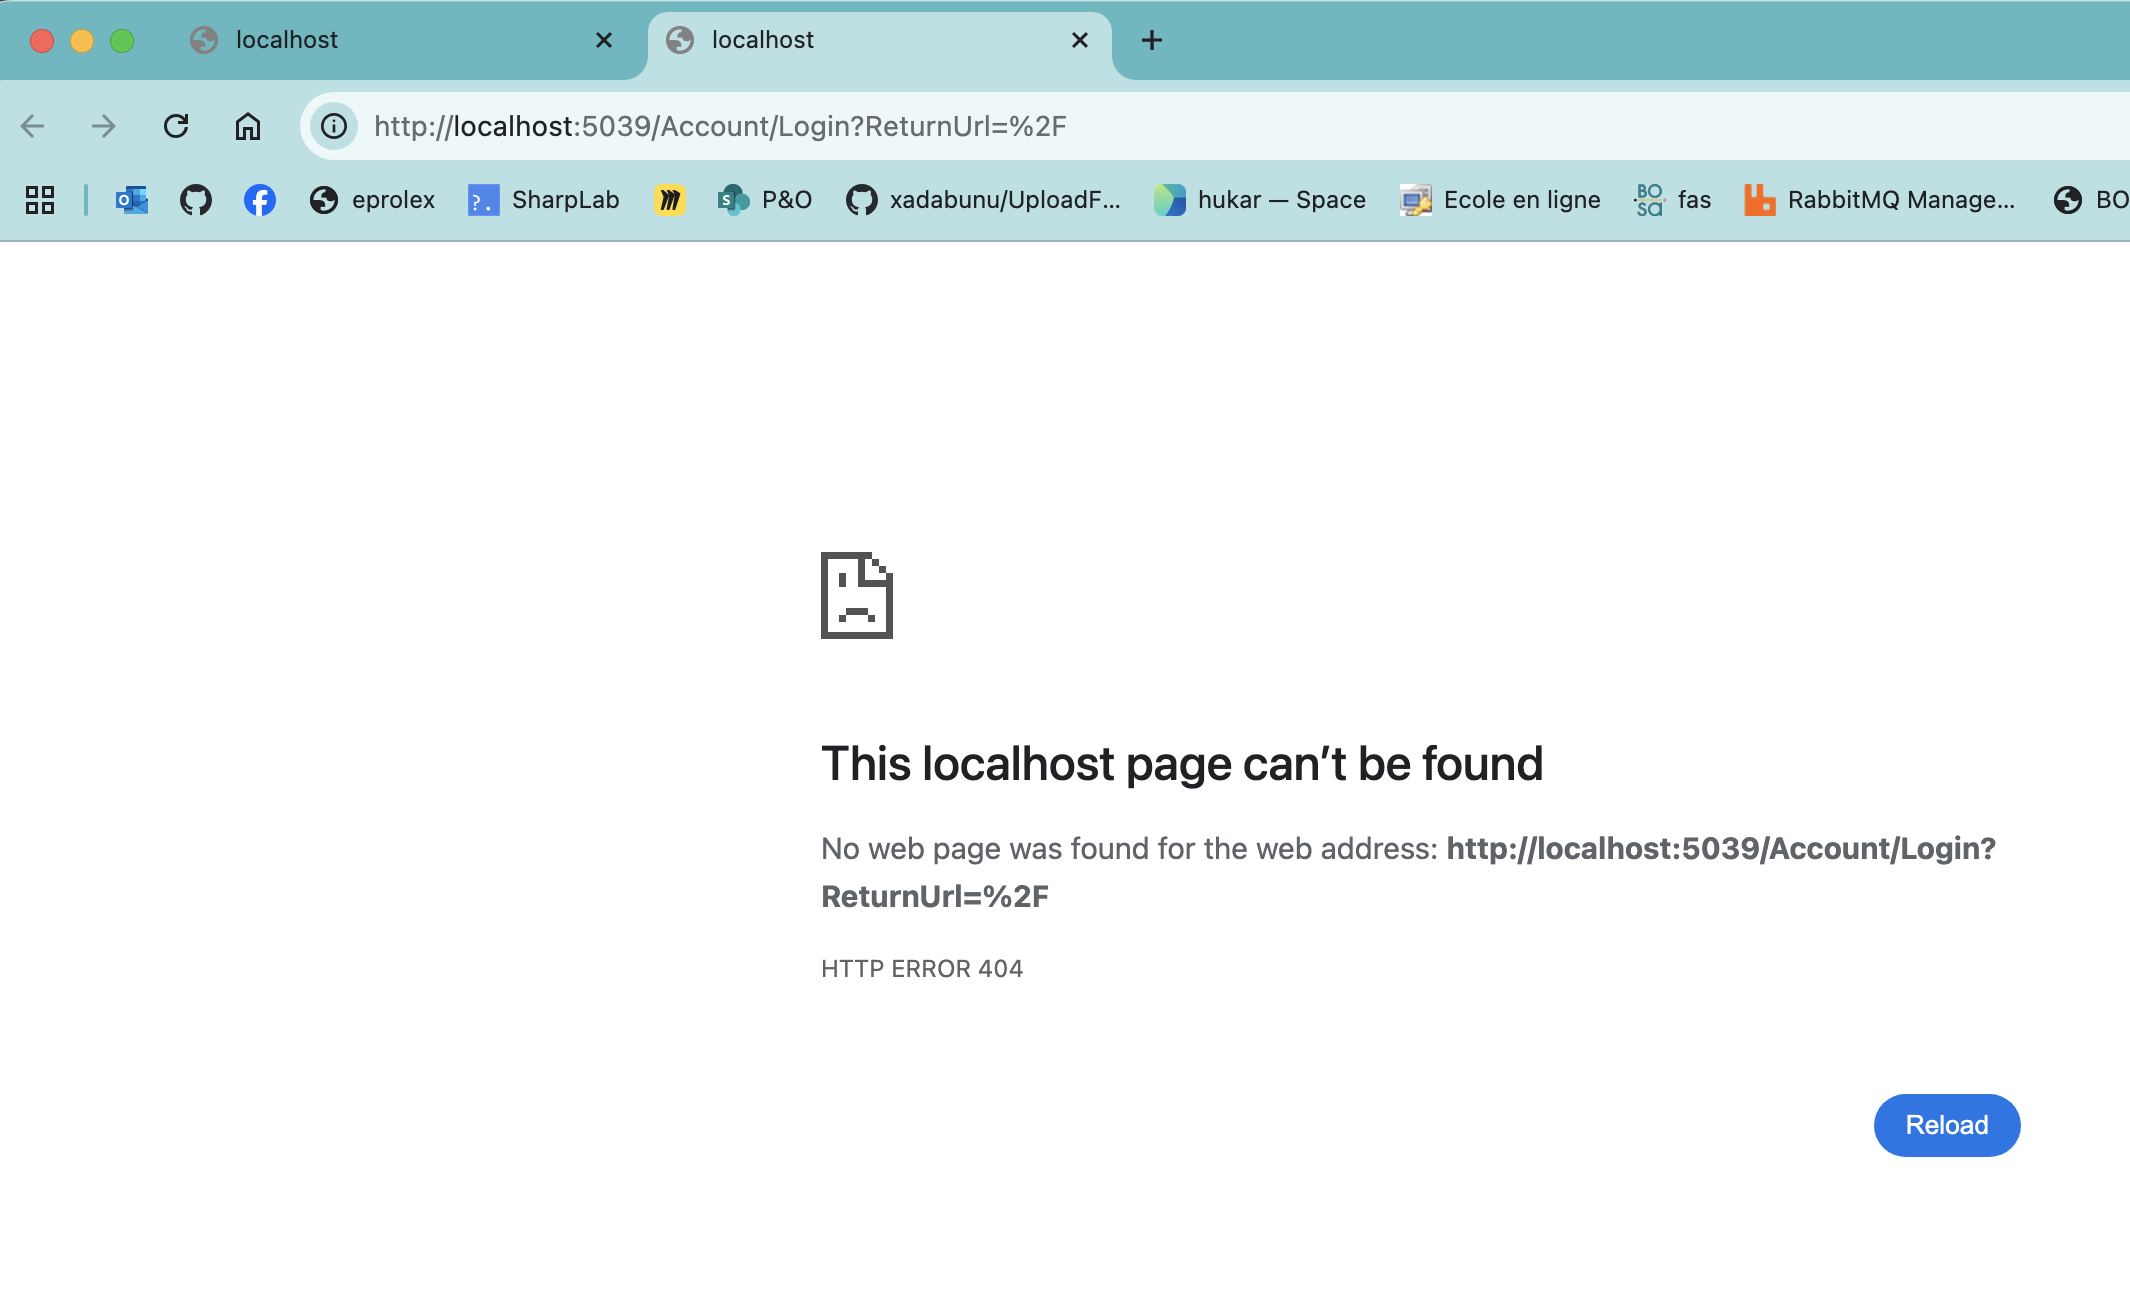 localhost
localhost
http://localhost:5039/Account/Login?ReturnUrl=%2F
eprolex
?. SharpLab
P&O
xadabunu/UploadF...
hukar — Space
Ecole en ligne
BO
sa
fas
RabbitMQ Manage...
BO
This localhost page can’t be found
No web page was found for the web address: http://localhost:5039/Account/Login?
ReturnUrl=%2F
HTTP ERROR 404
Reload